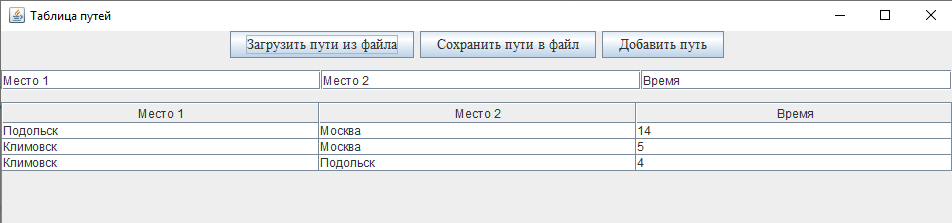 Таблица путей
Загрузить пути из файла Сохранить пути в файл Добавить путь
Место 1 Место 2 Время
Место 1 Место 2 Время
Подольск Москва 14
Климовск Москва 5
Климовск Подольск 4